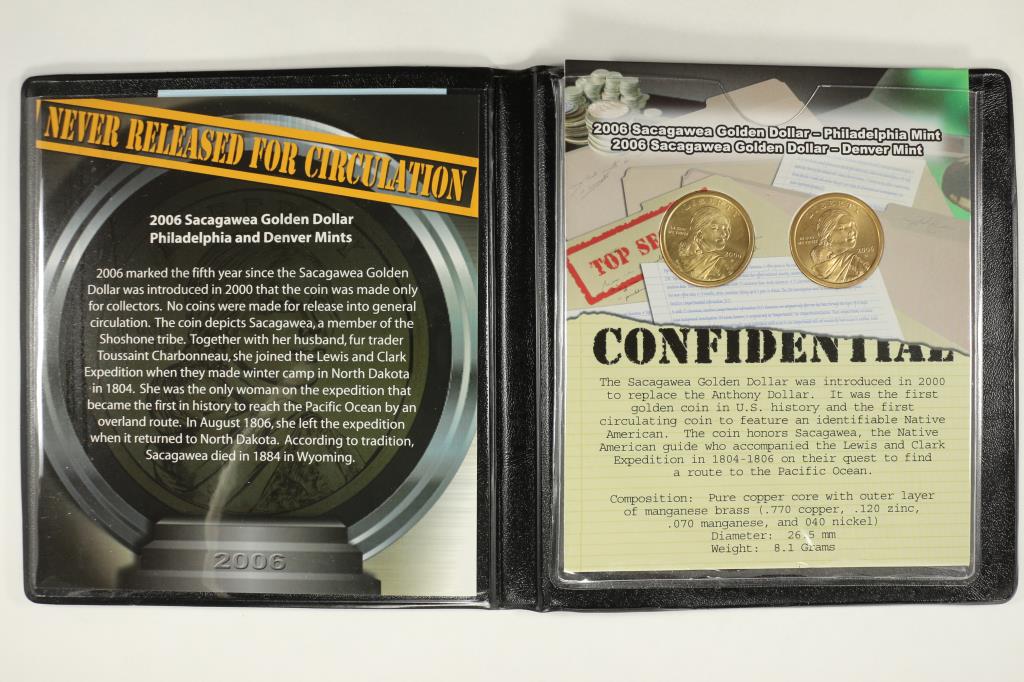 NEVER RELEASED FOR CIRCULATION
2006 Sacagawea Golden Dollar
Philadelphia and Denver Mints
2006 marked the fifth year since the Sacagawea Golden
Dollar was introduced in 2000 that the coin was made only
for collectors. No coins were made for release into general
circulation. The coin depicts Sacagawea, a member of the
Shoshone tribe. Together with her husband, fur trader
Toussaint Charbonneau, she joined the Lewis and Clark
Expedition when they made winter camp in North Dakota
in 1804. She was the only woman on the expedition that
became the first in history to reach the Pacific Ocean by an
overland route. In August 1806, she left the expedition
when it returned to North Dakota. According to tradition,
Sacagawea died in 1884 in Wyoming.
2006
2006 Sacagawea Golden Dollar – Philadelphia Mint
2006 Sacagawea Golden Dollar – Denver Mint
TOP SE
LIBERTY
2006
LIBERTY
2006
CONFIDENTIAL
The Sacagawea Golden Dollar was introduced in 2000
to replace the Anthony Dollar. It was the first
golden coin in U.S. history and the first
circulating coin to feature an identifiable Native
American. The coin honors Sacagawea, the Native
American guide who accompanied the Lewis and Clark
Expedition in 1804-1806 on their quest to find
a route to the Pacific Ocean.
Composition: Pure copper core with outer layer
of manganese brass (.770 copper, .120 zinc,
.070 manganese, and 040 nickel)
Diameter: 26.5 mm
Weight: 8.1 Grams